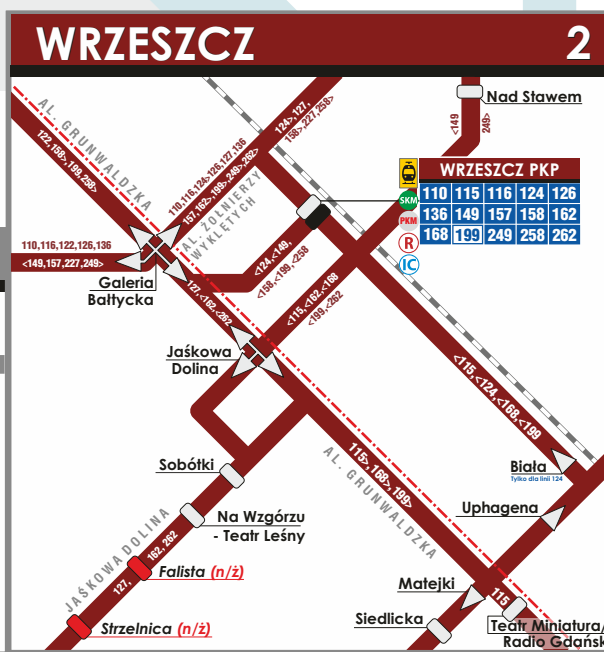 WRZESZCZ 2
AL. GRUNWALDZKA
122,158>,199,258>
110,116,124>126,127,136
157,162>,199>,249>,262>
124>,127,
158>,227,258>
AL. ŻOŁNIERZY
WYKLĘTYCH
<149
249>
Nad Stawem
WRZESZCZ PKP
SKM
PKM
R
IC
110 115 116 124 126
136 149 157 158 162
168 199 249 258 262
110,116,122,126,136
<149,157,227,249>
Galeria
Bałtycka
127,<162,<262
<124,<149,
<158,<199,<258
<115,<162,<168
<199,<262
Jaśkowa
Dolina
<115,<124,<168,<199
115>,168>,199>
AL. GRUNWALDZKA
Biała
Tylko dla linii 124
Uphagena
Sobótki
Na Wzgórzu
- Teatr Leśny
JAŚKOWA DOLINA
127,
162, 262
Falista (n/ż)
Strzelnica (n/ż)
Matejki
Siedlicka
115
Teatr Miniatura/
Radio Gdańsk